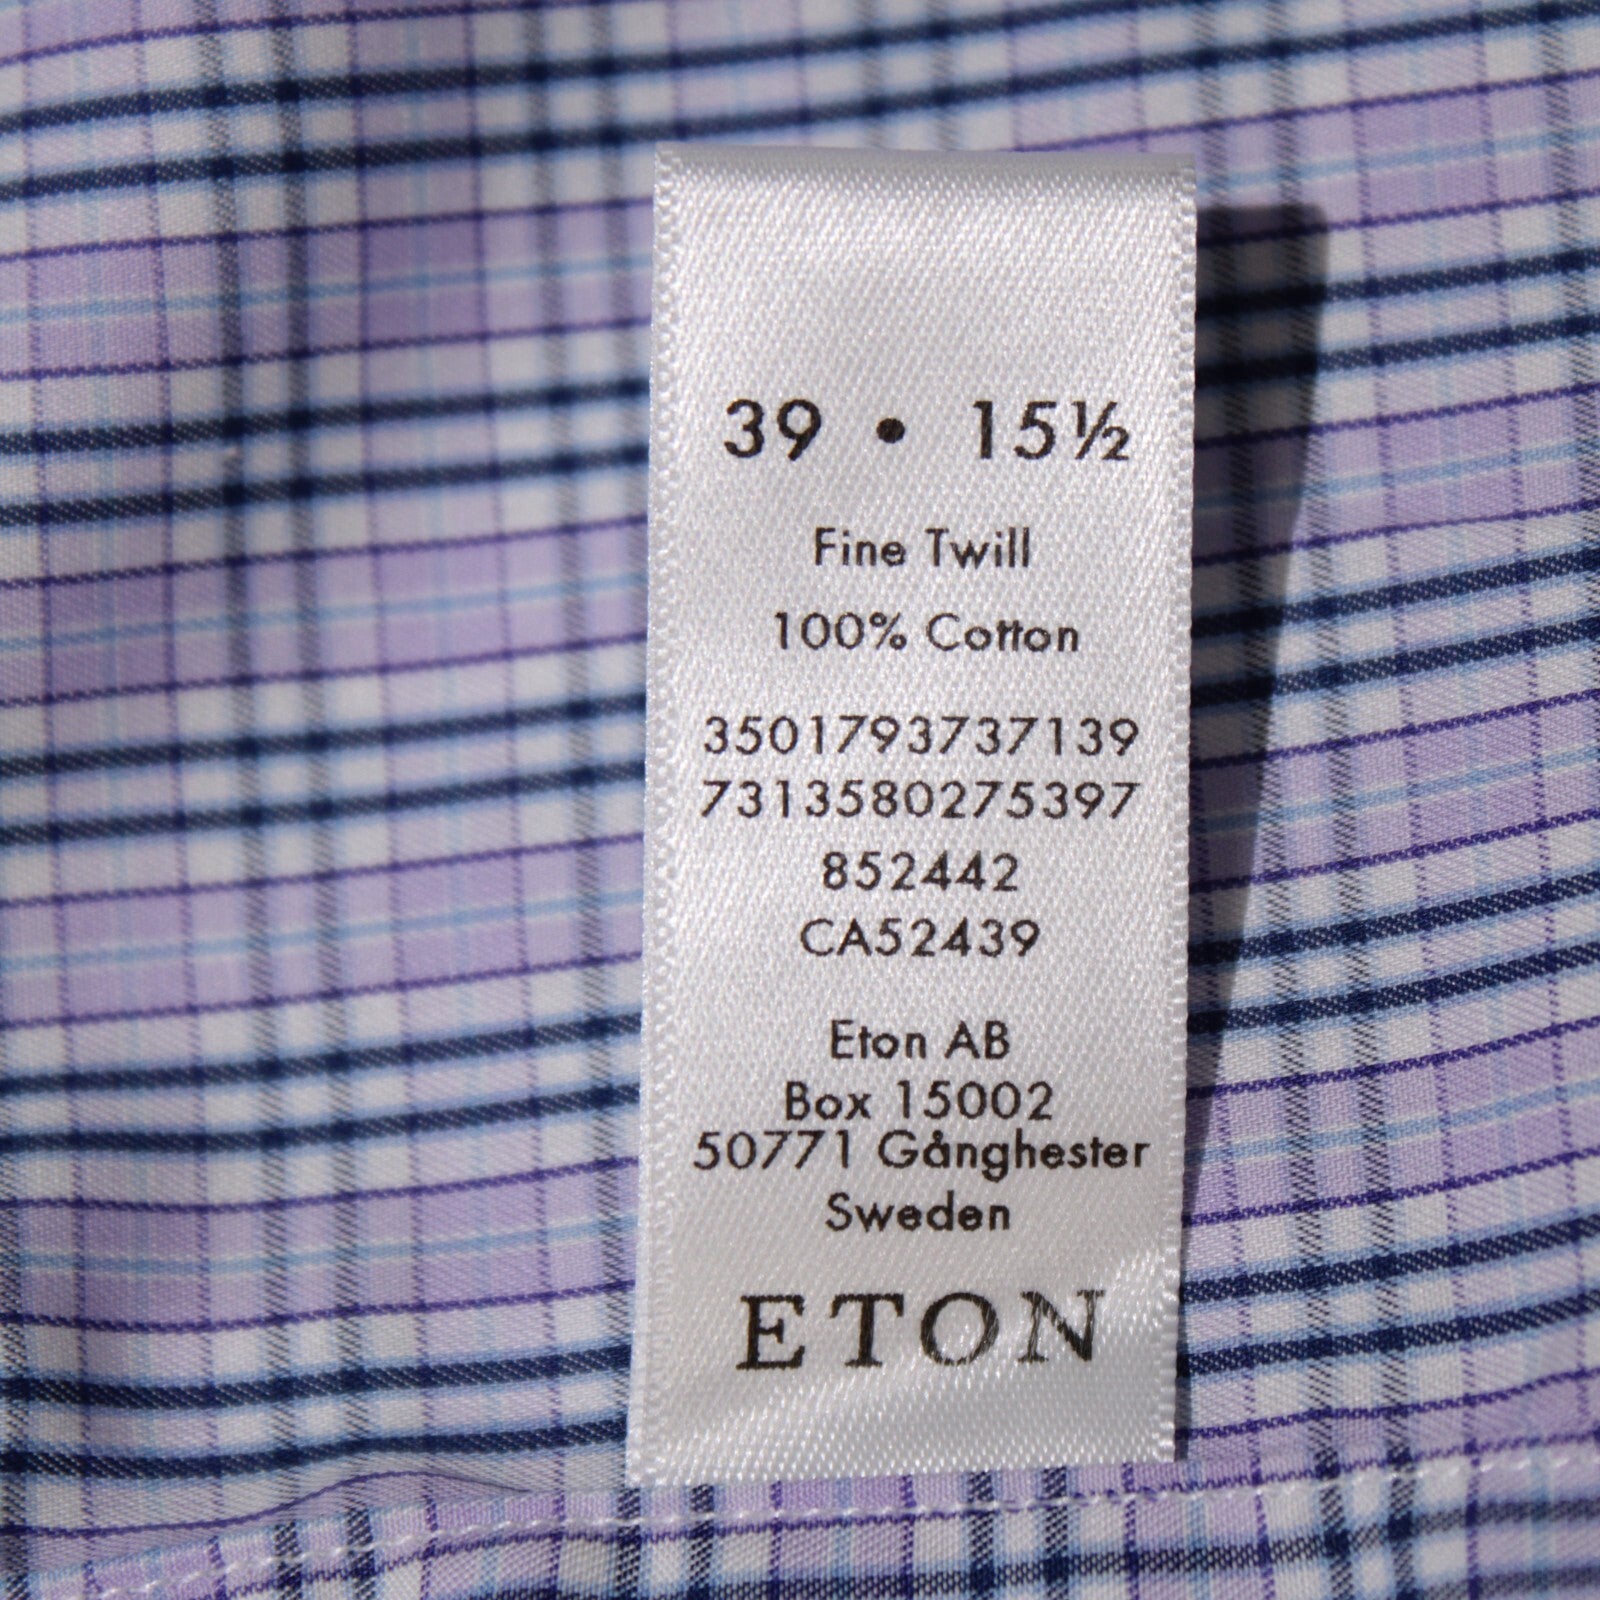 39 • 15½
Fine Twill
100% Cotton
3501793737139
7313580275397
852442
CA52439
Eton AB
Box 15002
50771 Gånghester
Sweden
ETON